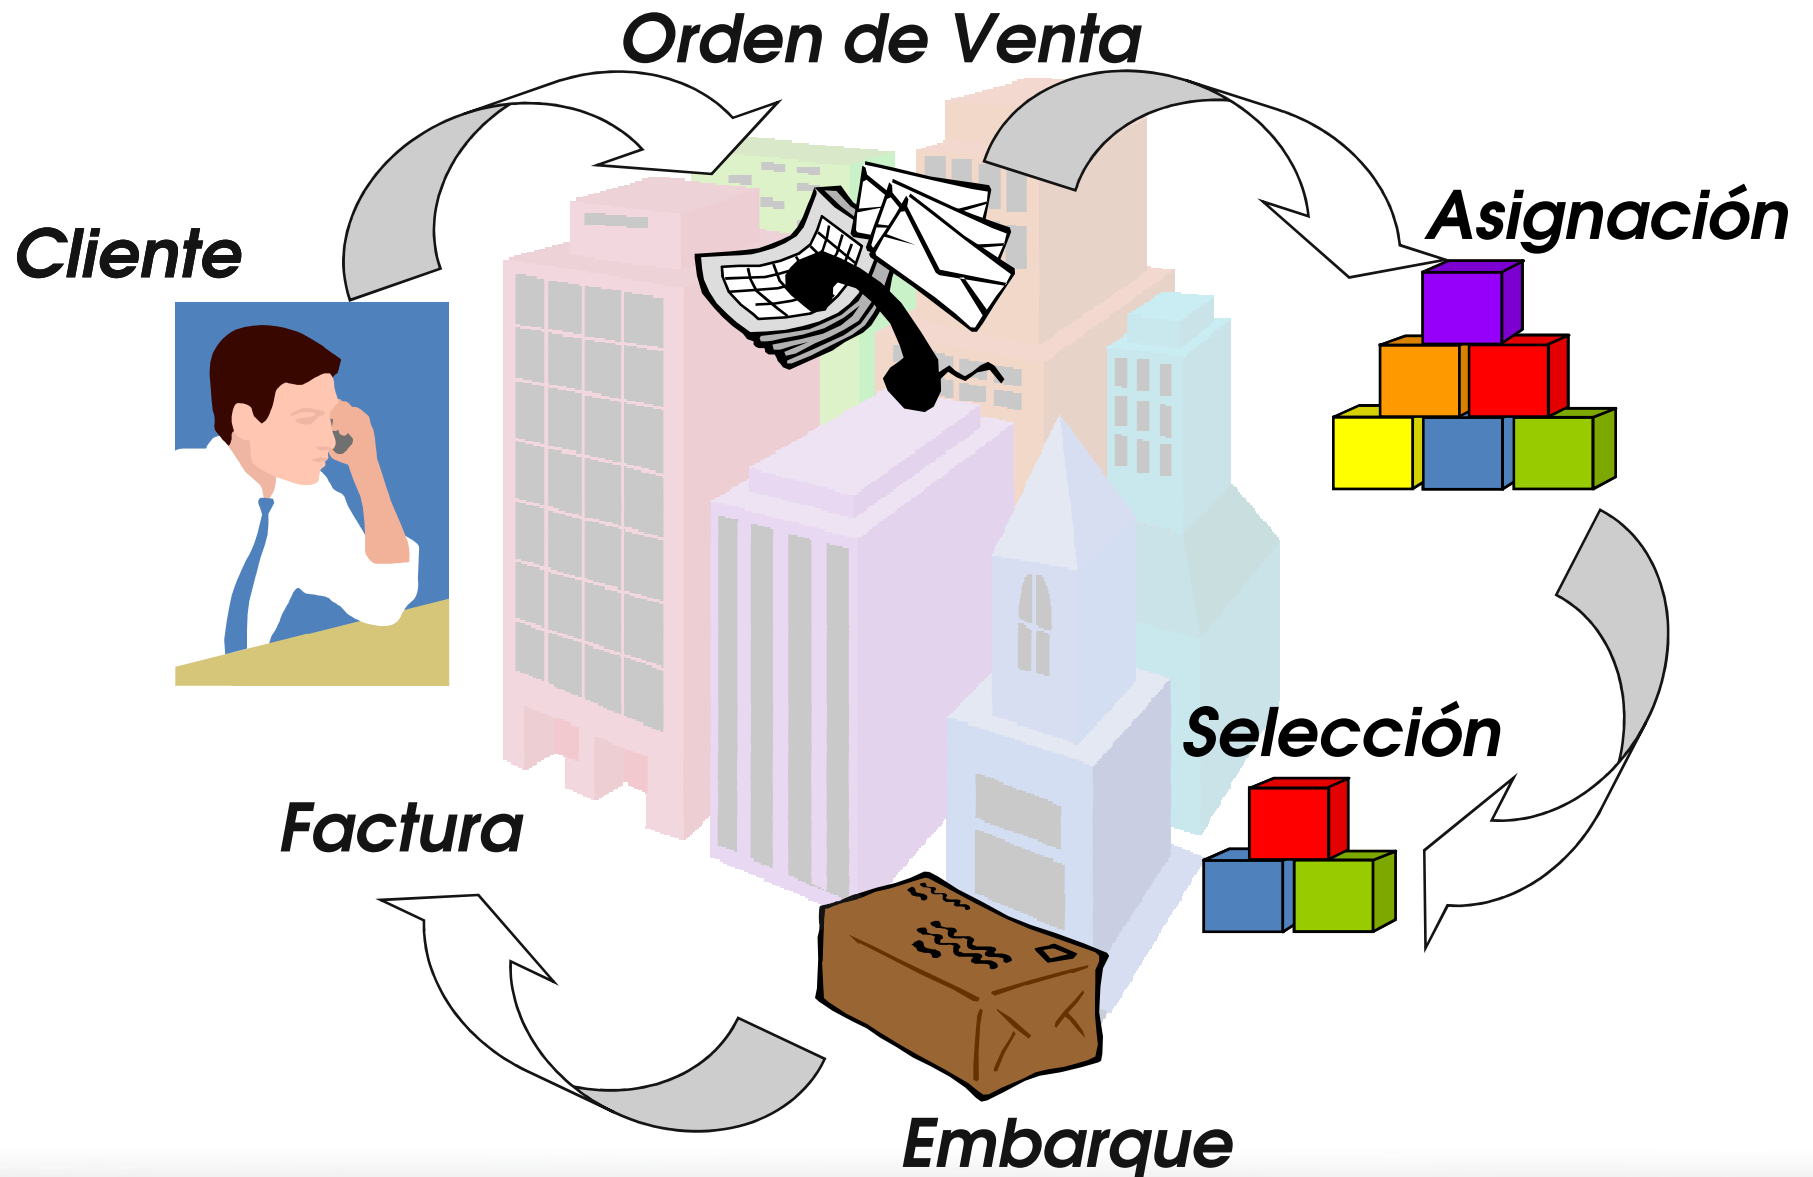 Orden de Venta
Cliente
Asignación
Selección
Factura
Embarque